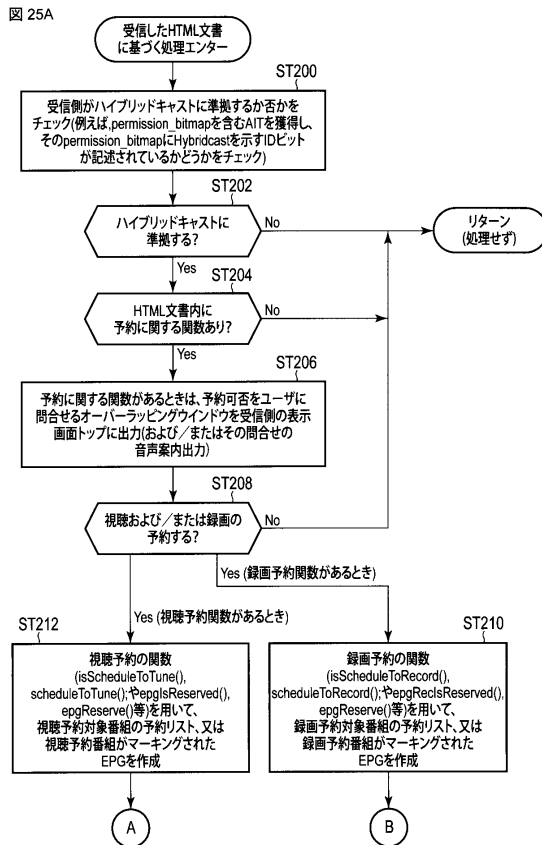 図 25A
受信したHTML文書
に基づく処理エンター
ST200
受信側がハイブリッドキャストに準拠するか否かを
チェック(例えば,permission_bitmapを含むAITを獲得し、
そのpermission_bitmapにHybridcastを示すIDビット
が記述されているかどうかをチェック)
ST202
ハイブリッドキャストに
準拠する?
No
リターン
(処理せず)
Yes
ST204
HTML文書内に
予約に関する関数あり?
No
Yes
ST206
予約に関する関数があるときは、予約可否をユーザに
問合せるオーバーラッピングウインドウを受信側の表示
画面トップに出力(および/またはその問合せの
音声案内出力)
ST208
視聴および/または録画の
予約する?
No
Yes (録画予約関数があるとき)
Yes (視聴予約関数があるとき)
ST212
視聴予約の関数
(isScheduleToTune(),
scheduleToTune();やepgIsReserved(),
epgReserve()等)を用いて、
視聴予約対象番組の予約リスト、又は
視聴予約番組がマーキングされた
EPGを作成
ST210
録画予約の関数
(isScheduleToRecord(),
scheduleToRecord();やepgRecIsReserved(),
epgReserve()等)を用いて、
録画予約対象番組の予約リスト、又は
録画予約番組がマーキングされた
EPGを作成
A
B